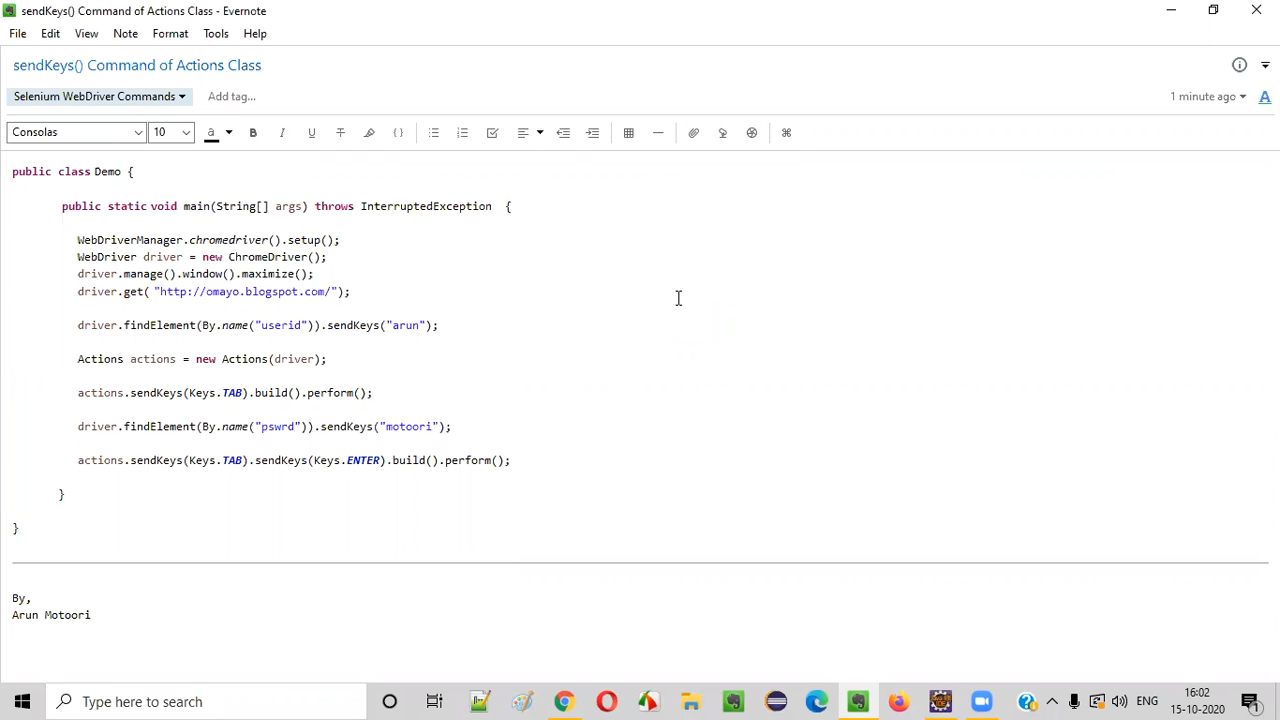 sendKeys() Command of Actions Class - Evernote
File Edit View Note Format Tools Help
sendKeys() Command of Actions Class
Selenium WebDriver Commands Add tag... 1 minute ago
Consolas 10
public class Demo {
public static void main(String[] args) throws InterruptedException {
WebDriverManager.chromedriver().setup();
WebDriver driver = new ChromeDriver();
driver.manage().window().maximize();
driver.get( "http://omayo.blogspot.com/");
driver.findElement(By.name("userid")).sendKeys("arun");
Actions actions = new Actions(driver);
actions.sendKeys(Keys.TAB).build().perform();
driver.findElement(By.name("pswrd")).sendKeys("motoori");
actions.sendKeys(Keys.TAB).sendKeys(Keys.ENTER).build().perform();
}
}
By,
Arun Motoori
Type here to search ENG 16:02
15-10-2020